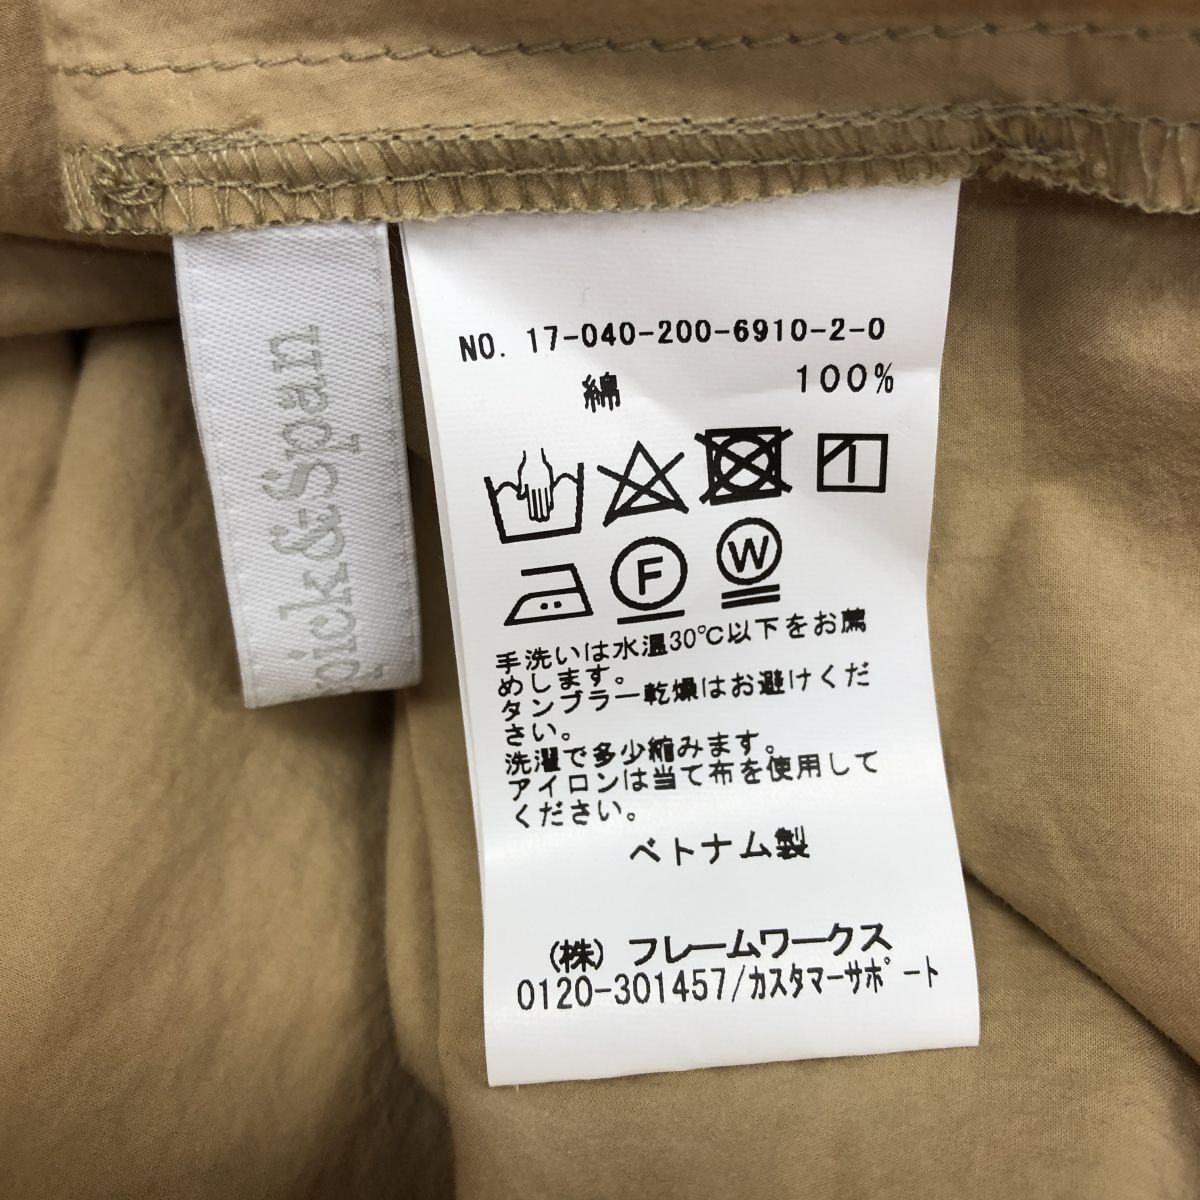 Spick&Span
NO. 17-040-200-6910-2-0
綿 100%
F W
手洗いは水温30℃以下をお薦
めします。
タンブラー乾燥はお避けくだ
さい。
洗濯で多少縮みます。
アイロンは当て布を使用して
ください。
ベトナム製
(株) フレームワークス
0120-301457/カスタマーサポート